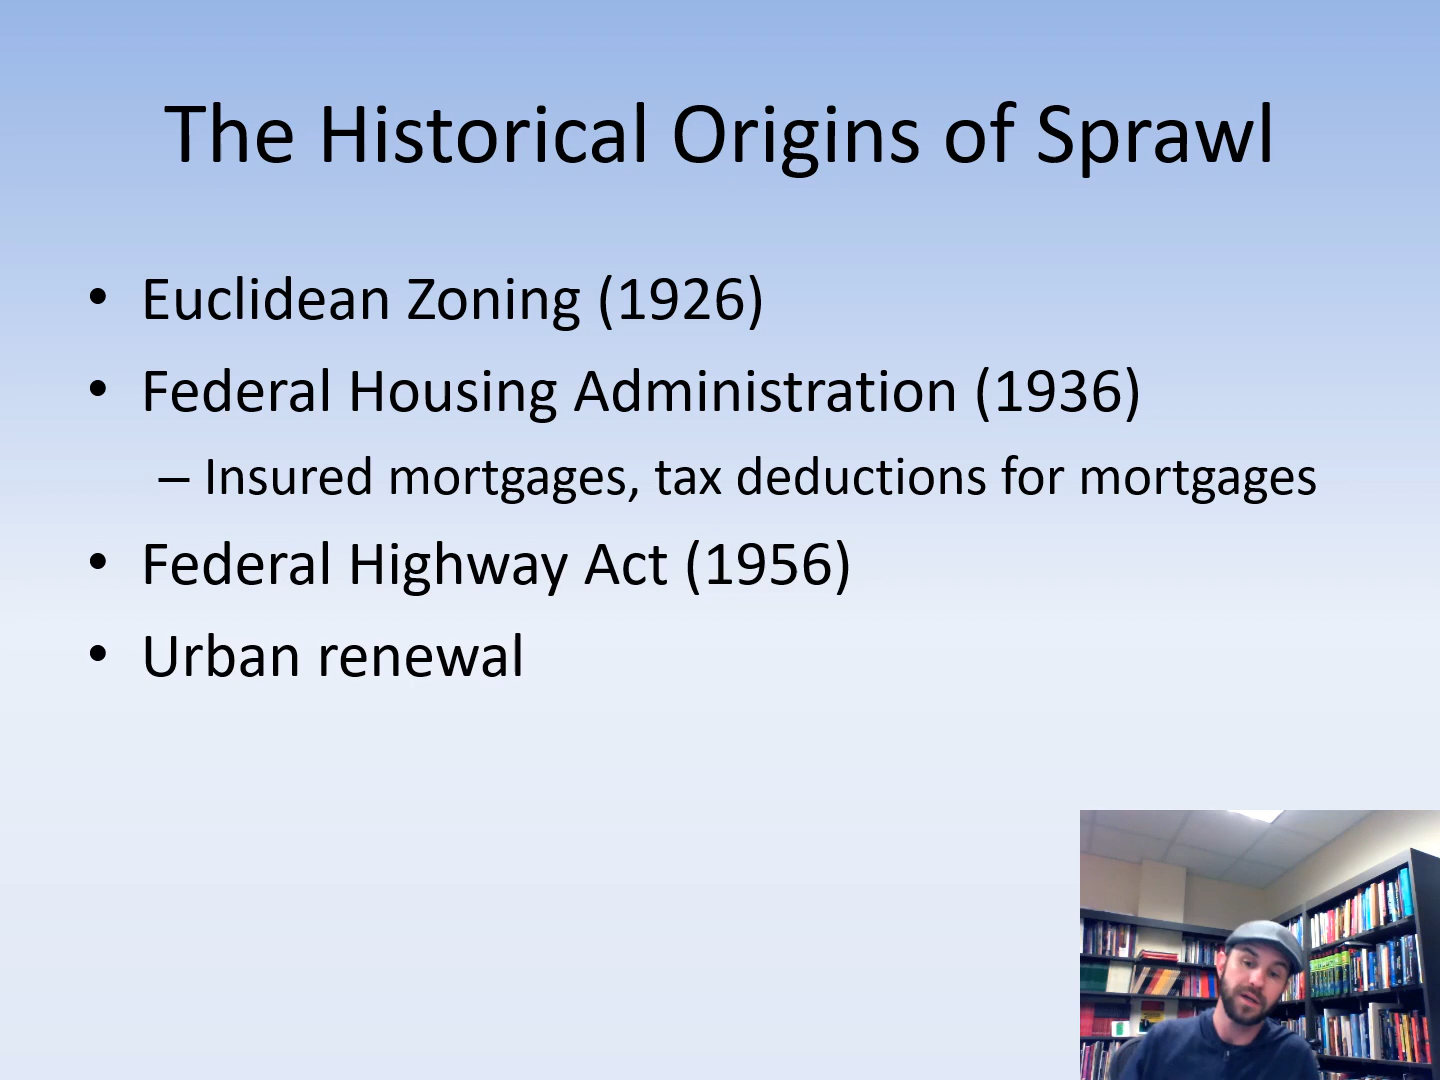 The Historical Origins of Sprawl
• Euclidean Zoning (1926)
• Federal Housing Administration (1936)
– Insured mortgages, tax deductions for mortgages
• Federal Highway Act (1956)
• Urban renewal